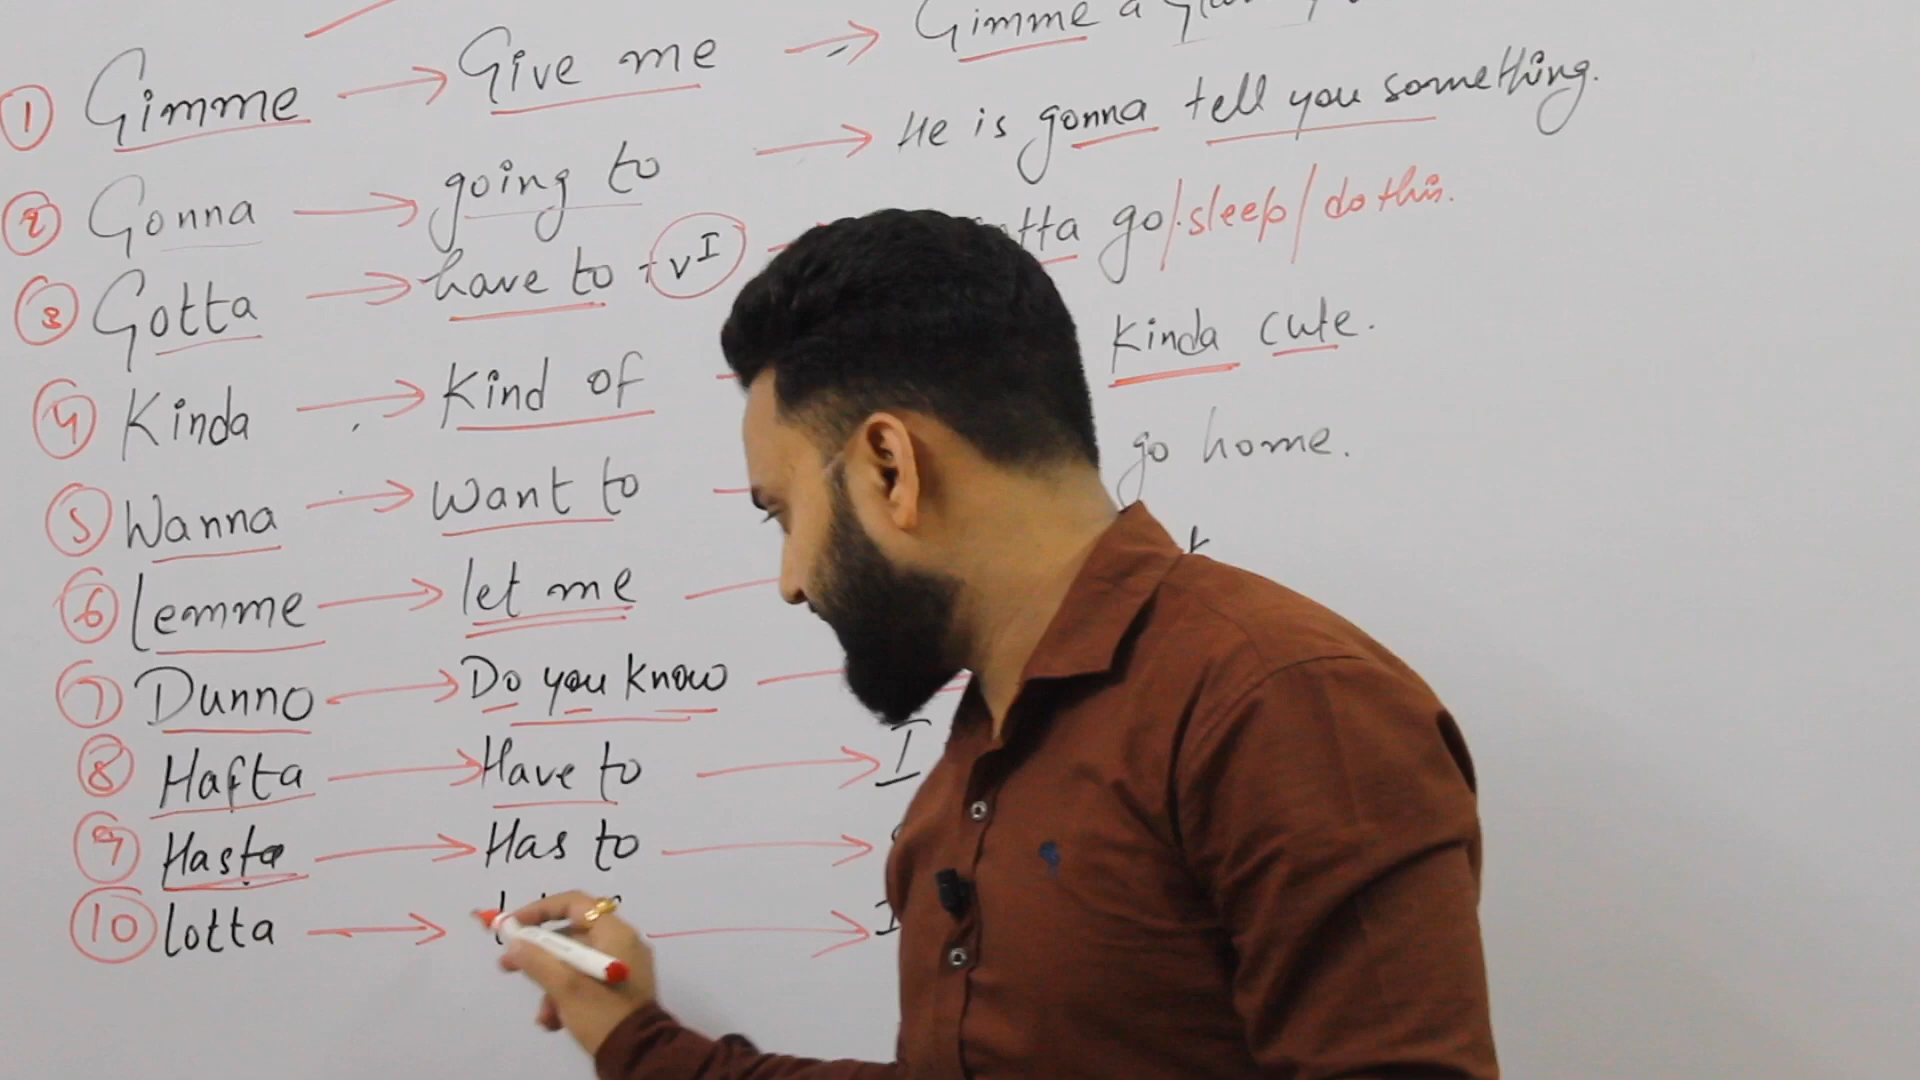 ① Gimme → Give me → Gimme a
② Gonna → going to → He is gonna tell you something.
③ Gotta → have to + v I → go/sleep/do this.
④ Kinda → Kind of Kinda cute.
⑤ Wanna → want to go home.
⑥ Lemme → let me
⑦ Dunno → Do you know
⑧ Hafta → Have to → I
⑨ Hasta → Has to →
⑩ lotta → → I